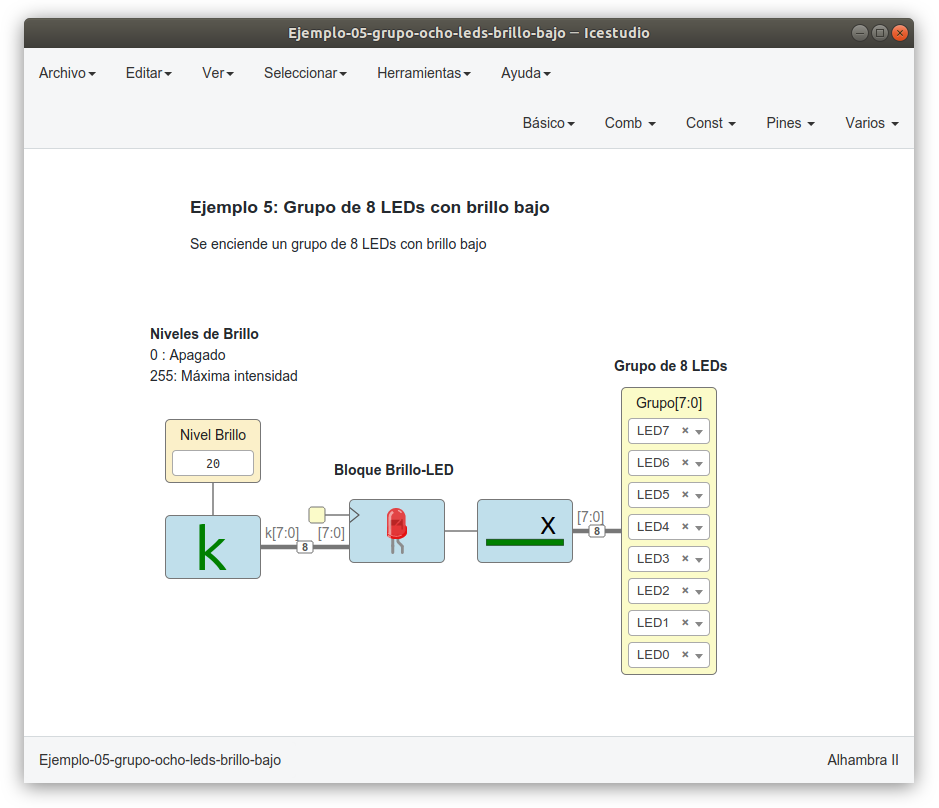 Ejemplo-05-grupo-ocho-leds-brillo-bajo — Icestudio
Archivo Editar Ver Seleccionar Herramientas Ayuda
Básico Comb Const Pines Varios
Ejemplo 5: Grupo de 8 LEDs con brillo bajo
Se enciende un grupo de 8 LEDs con brillo bajo
Niveles de Brillo
0 : Apagado
255: Máxima intensidad
Nivel Brillo
20
k
k[7:0]
8
[7:0]
Bloque Brillo-LED
x
[7:0]
8
Grupo de 8 LEDs
Grupo[7:0]
LED7
LED6
LED5
LED4
LED3
LED2
LED1
LED0
Ejemplo-05-grupo-ocho-leds-brillo-bajo
Alhambra II